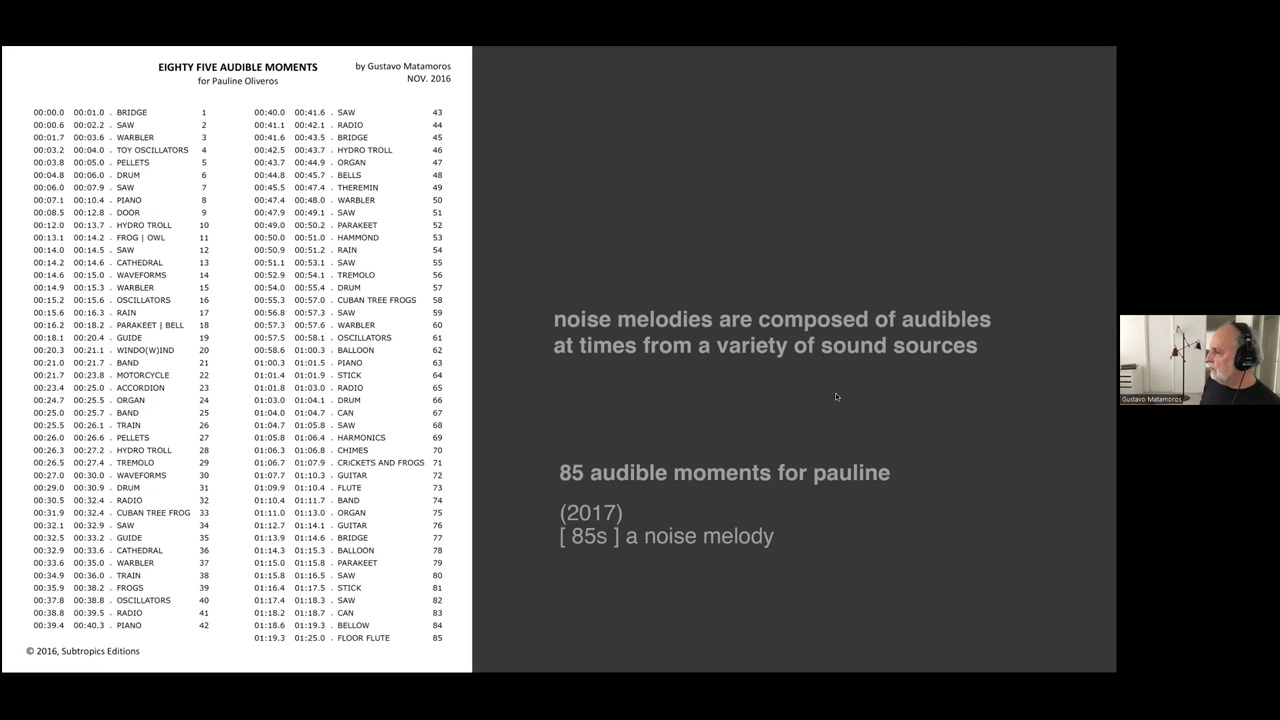 EIGHTY FIVE AUDIBLE MOMENTS
for Pauline Oliveros
by Gustavo Matamoros
NOV. 2016
00:00.0 00:01.0 . BRIDGE 1
00:00.6 00:02.2 . SAW 2
00:01.7 00:03.6 . WARBLER 3
00:03.2 00:04.0 . TOY OSCILLATORS 4
00:03.8 00:05.0 . PELLETS 5
00:04.8 00:06.0 . DRUM 6
00:06.0 00:07.9 . SAW 7
00:07.1 00:10.4 . PIANO 8
00:08.5 00:12.8 . DOOR 9
00:12.0 00:13.7 . HYDRO TROLL 10
00:13.1 00:14.2 . FROG | OWL 11
00:14.0 00:14.5 . SAW 12
00:14.2 00:14.6 . CATHEDRAL 13
00:14.6 00:15.0 . WAVEFORMS 14
00:14.9 00:15.3 . WARBLER 15
00:15.2 00:15.6 . OSCILLATORS 16
00:15.6 00:16.3 . RAIN 17
00:16.2 00:18.2 . PARAKEET | BELL 18
00:18.1 00:20.4 . GUIDE 19
00:20.3 00:21.1 . WINDO(W)IND 20
00:21.0 00:21.7 . BAND 21
00:21.7 00:23.8 . MOTORCYCLE 22
00:23.4 00:25.0 . ACCORDION 23
00:24.7 00:25.5 . ORGAN 24
00:25.0 00:25.7 . BAND 25
00:25.5 00:26.1 . TRAIN 26
00:26.0 00:26.6 . PELLETS 27
00:26.3 00:27.2 . HYDRO TROLL 28
00:26.5 00:27.4 . TREMOLO 29
00:27.0 00:30.0 . WAVEFORMS 30
00:29.0 00:30.9 . DRUM 31
00:30.5 00:32.4 . RADIO 32
00:31.9 00:32.4 . CUBAN TREE FROG 33
00:32.1 00:32.9 . SAW 34
00:32.5 00:33.2 . GUIDE 35
00:32.9 00:33.6 . CATHEDRAL 36
00:33.6 00:35.0 . WARBLER 37
00:34.9 00:36.0 . TRAIN 38
00:35.9 00:38.2 . FROGS 39
00:37.8 00:38.8 . OSCILLATORS 40
00:38.8 00:39.5 . RADIO 41
00:39.4 00:40.3 . PIANO 42
00:40.0 00:41.6 . SAW 43
00:41.1 00:42.1 . RADIO 44
00:41.6 00:43.5 . BRIDGE 45
00:42.5 00:43.7 . HYDRO TROLL 46
00:43.7 00:44.9 . ORGAN 47
00:44.8 00:45.7 . BELLS 48
00:45.5 00:47.4 . THEREMIN 49
00:47.4 00:48.0 . WARBLER 50
00:47.9 00:49.1 . SAW 51
00:49.0 00:50.2 . PARAKEET 52
00:50.0 00:51.0 . HAMMOND 53
00:50.9 00:51.2 . RAIN 54
00:51.1 00:53.1 . SAW 55
00:52.9 00:54.1 . TREMOLO 56
00:54.0 00:55.4 . DRUM 57
00:55.3 00:57.0 . CUBAN TREE FROGS 58
00:56.8 00:57.3 . SAW 59
00:57.3 00:57.6 . WARBLER 60
00:57.5 00:58.1 . OSCILLATORS 61
00:58.6 01:00.3 . BALLOON 62
01:00.3 01:01.5 . PIANO 63
01:01.4 01:01.9 . STICK 64
01:01.8 01:03.0 . RADIO 65
01:03.0 01:04.1 . DRUM 66
01:04.0 01:04.7 . CAN 67
01:04.7 01:05.8 . SAW 68
01:05.8 01:06.4 . HARMONICS 69
01:06.3 01:06.8 . CHIMES 70
01:06.7 01:07.9 . CRiCKETS AND FROGS 71
01:07.7 01:10.3 . GUITAR 72
01:09.9 01:10.4 . FLUTE 73
01:10.4 01:11.7 . BAND 74
01:11.0 01:13.0 . ORGAN 75
01:12.7 01:14.1 . GUITAR 76
01:13.9 01:14.6 . BRIDGE 77
01:14.3 01:15.3 . BALLOON 78
01:15.0 01:15.8 . PARAKEET 79
01:15.8 01:16.5 . SAW 80
01:16.4 01:17.5 . STICK 81
01:17.4 01:18.3 . SAW 82
01:18.2 01:18.7 . CAN 83
01:18.6 01:19.3 . BELLOW 84
01:19.3 01:25.0 . FLOOR FLUTE 85
© 2016, Subtropics Editions
noise melodies are composed of audibles
at times from a variety of sound sources
85 audible moments for pauline
(2017)
[ 85s ] a noise melody
Gustavo Matamoros